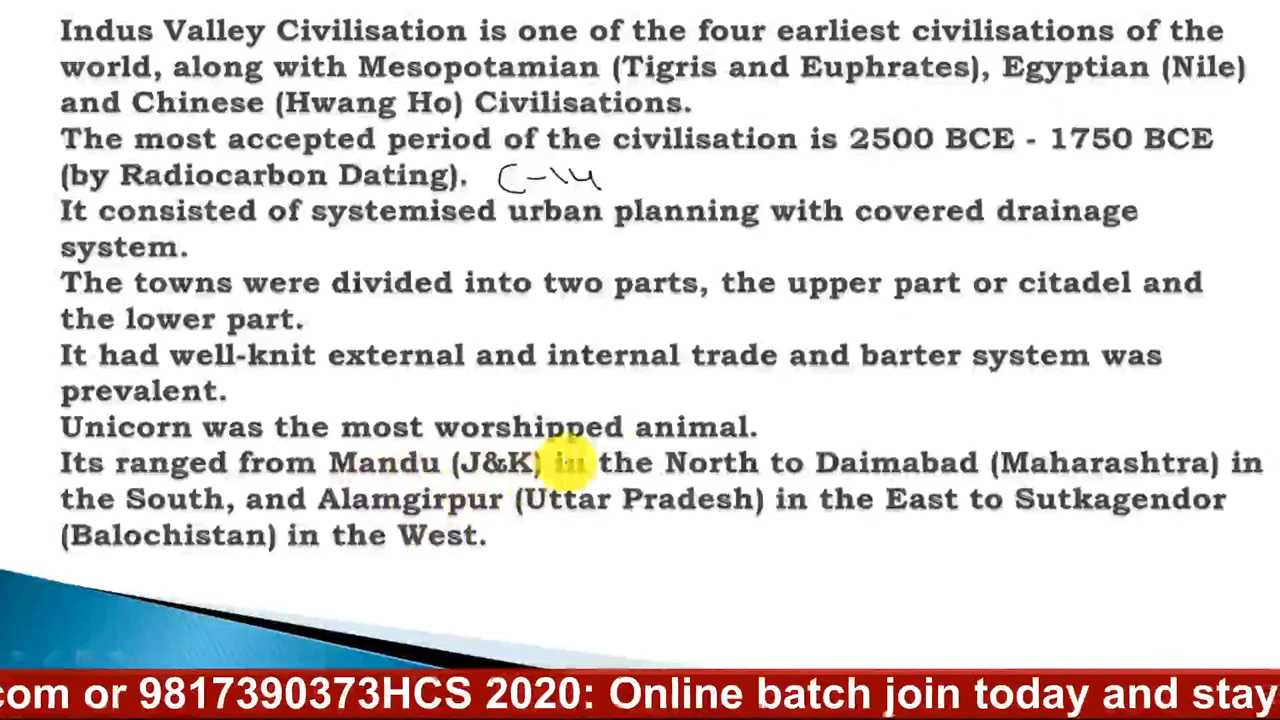 Indus Valley Civilisation is one of the four earliest civilisations of the
world, along with Mesopotamian (Tigris and Euphrates), Egyptian (Nile)
and Chinese (Hwang Ho) Civilisations.
The most accepted period of the civilisation is 2500 BCE - 1750 BCE
(by Radiocarbon Dating). C-14
It consisted of systemised urban planning with covered drainage
system.
The towns were divided into two parts, the upper part or citadel and
the lower part.
It had well-knit external and internal trade and barter system was
prevalent.
Unicorn was the most worshipped animal.
Its ranged from Mandu (J&K) in the North to Daimabad (Maharashtra) in
the South, and Alamgirpur (Uttar Pradesh) in the East to Sutkagendor
(Balochistan) in the West.
.com or 9817390373HCS 2020: Online batch join today and stay